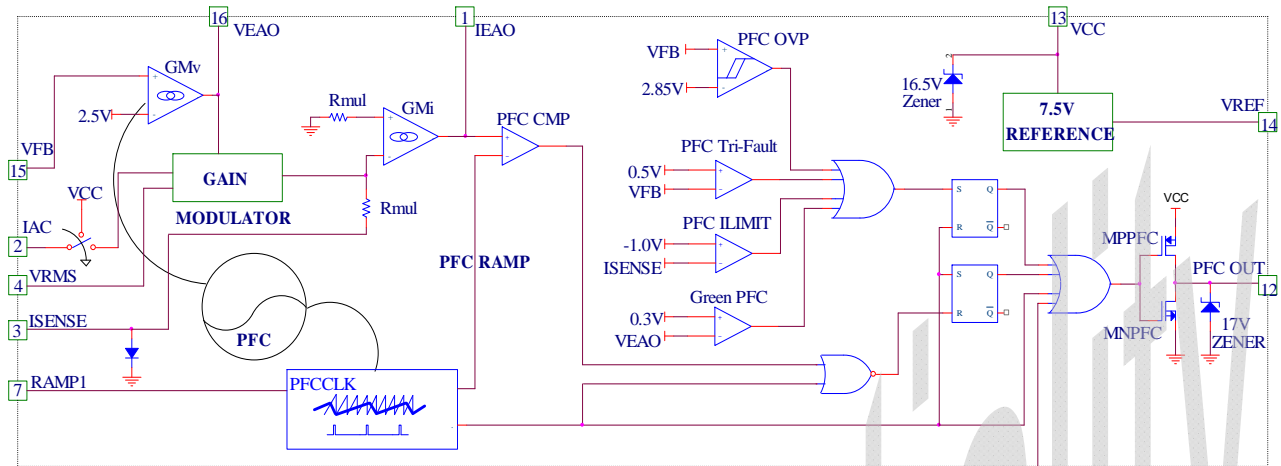 16
VEAO
1
IEAO
13
VCC
GMv
2.5V
VFB
15
GAIN
MODULATOR
VCC
IAC
2
VRMS
4
ISENSE
3
RAMP1
7
PFC
PFCCLK
Rmul
GMi
Rmul
PFC CMP
PFC RAMP
PFC OVP
VFB
2.85V
PFC Tri-Fault
0.5V
VFB
PFC ILIMIT
-1.0V
ISENSE
Green PFC
0.3V
VEAO
S Q
R Q
S Q
R Q
16.5V
Zener
2
1
7.5V
REFERENCE
VREF
14
VCC
MPPFC
PFC OUT
12
MNPFC
17V
ZENER
+
-
+
-
+
-
+
-
+
-
+
-
+
-
-